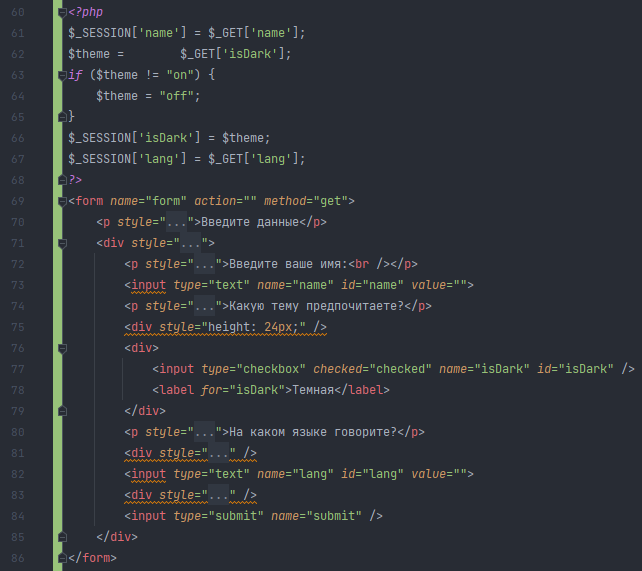 60 <?php
61 $_SESSION['name'] = $_GET['name'];
62 $theme =        $_GET['isDark'];
63 if ($theme != "on") {
64     $theme = "off";
65 }
66 $_SESSION['isDark'] = $theme;
67 $_SESSION['lang'] = $_GET['lang'];
68 ?>
69 <form name="form" action="" method="get">
70     <p style="...">Введите данные</p>
71     <div style="...">
72         <p style="...">Введите ваше имя:<br /></p>
73         <input type="text" name="name" id="name" value="">
74         <p style="...">Какую тему предпочитаете?</p>
75         <div style="height: 24px;" />
76         <div>
77             <input type="checkbox" checked="checked" name="isDark" id="isDark" />
78             <label for="isDark">Темная</label>
79         </div>
80         <p style="...">На каком языке говорите?</p>
81         <div style="..." />
82         <input type="text" name="lang" id="lang" value="">
83         <div style="..." />
84         <input type="submit" name="submit" />
85     </div>
86 </form>